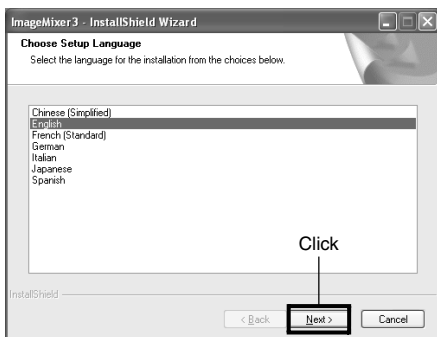 ImageMixer3 - InstallShield Wizard
Choose Setup Language
Select the language for the installation from the choices below.
Chinese (Simplified)
English
French (Standard)
German
Italian
Japanese
Spanish
Click
InstallShield
< Back
Next >
Cancel